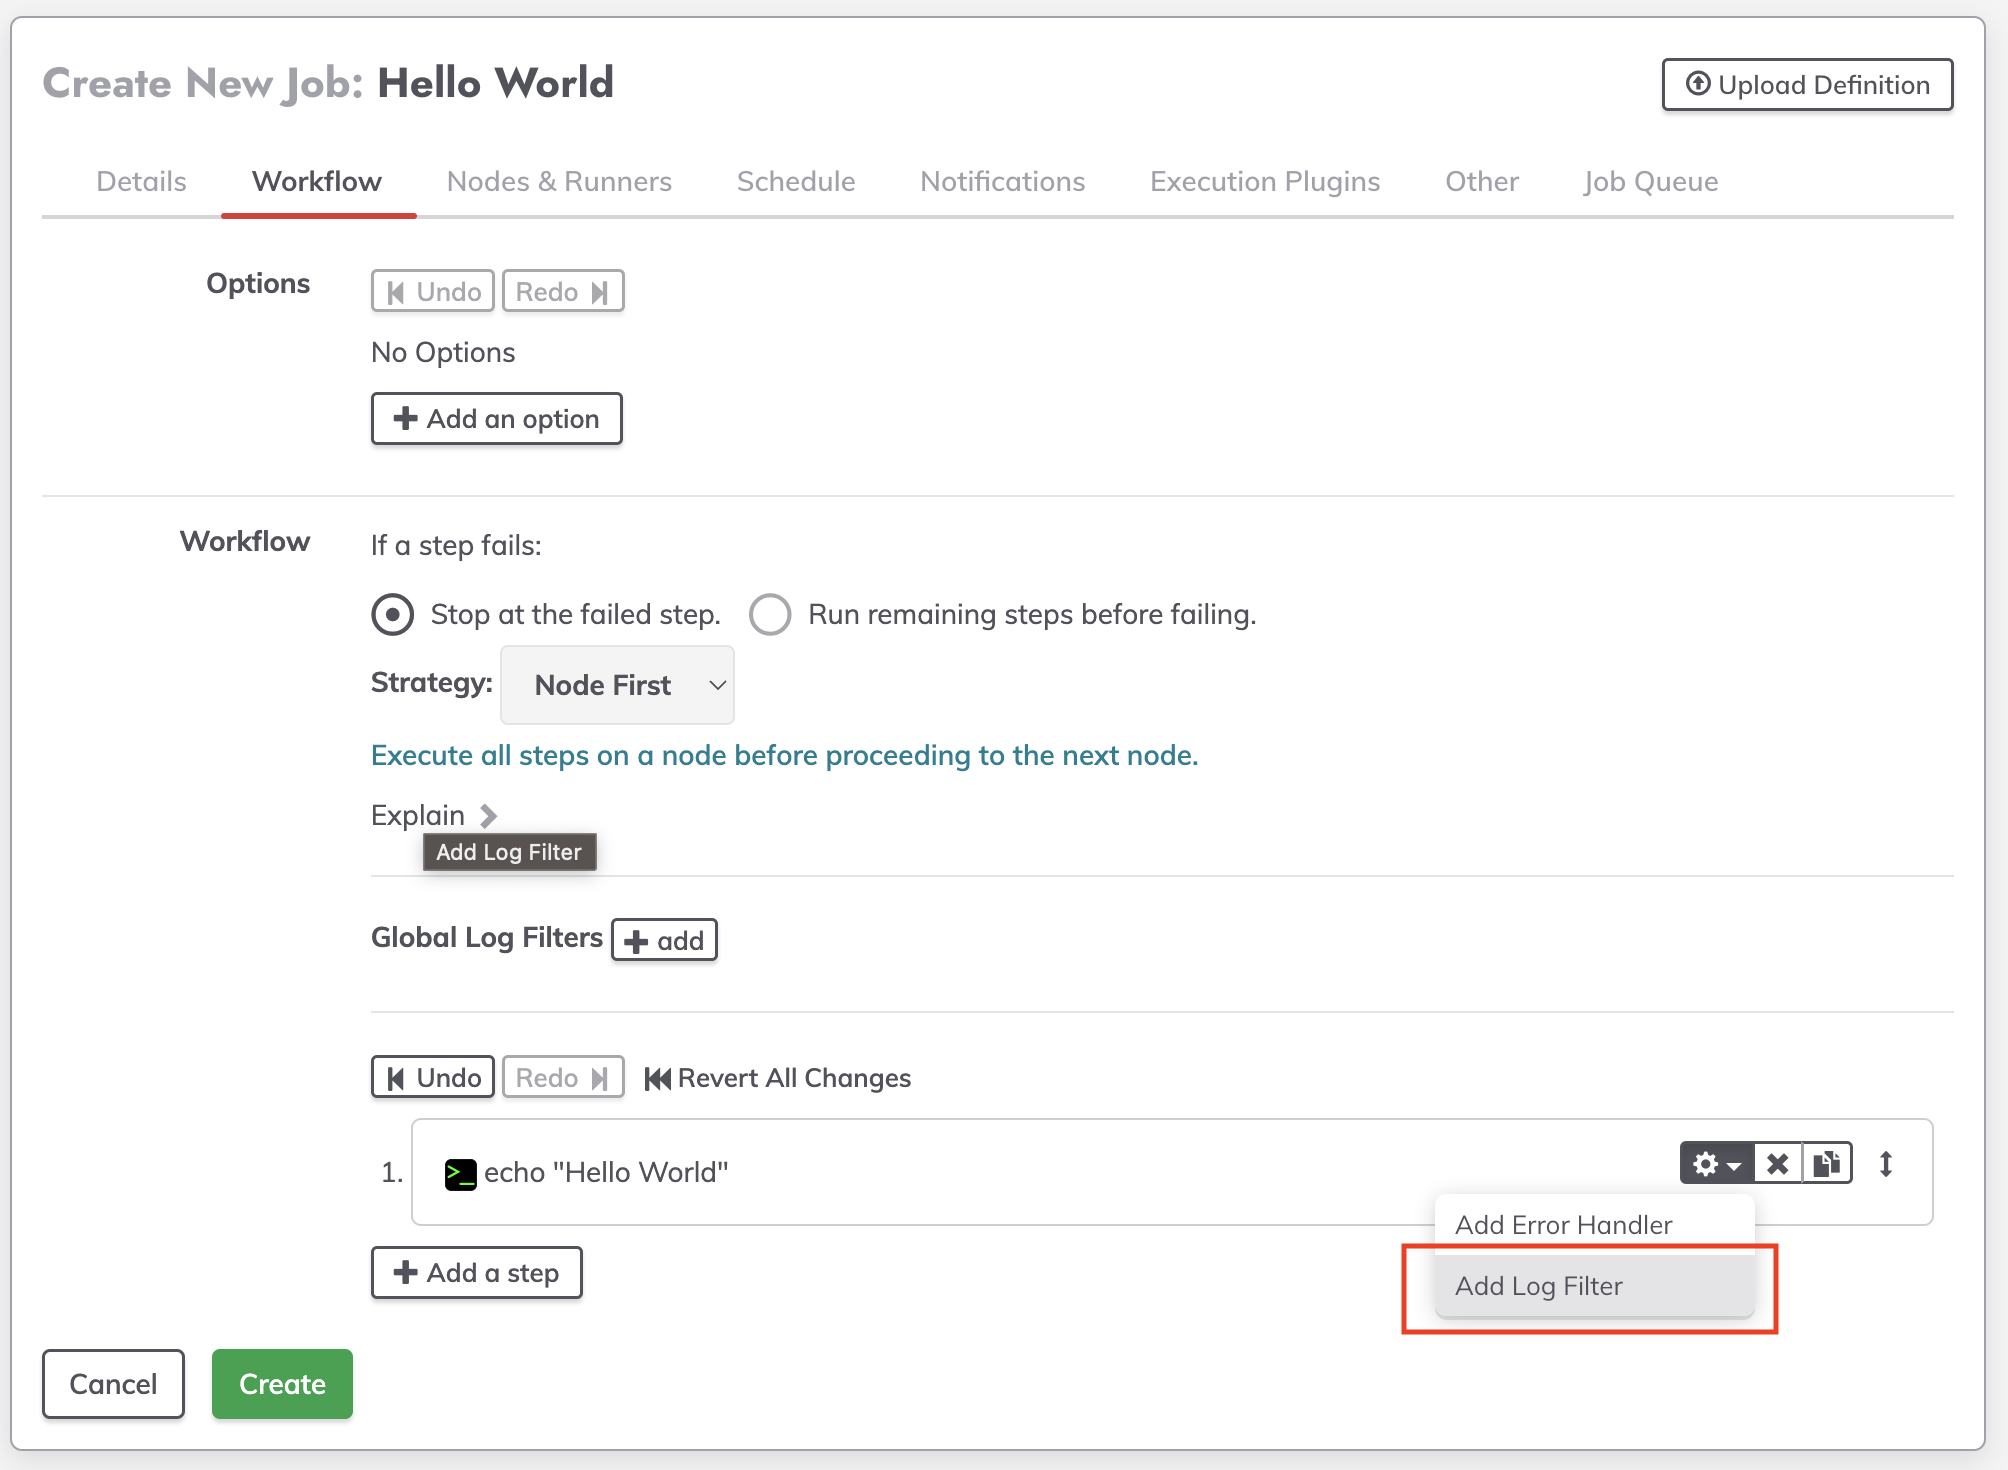 Create New Job: Hello World
Upload Definition
Details Workflow Nodes & Runners Schedule Notifications Execution Plugins Other Job Queue
Options
Undo Redo
No Options
Add an option
Workflow
If a step fails:
Stop at the failed step. Run remaining steps before failing.
Strategy: Node First
Execute all steps on a node before proceeding to the next node.
Explain
Add Log Filter
Global Log Filters add
Undo Redo Revert All Changes
1. >_ echo "Hello World"
Add Error Handler
Add Log Filter
Add a step
Cancel Create